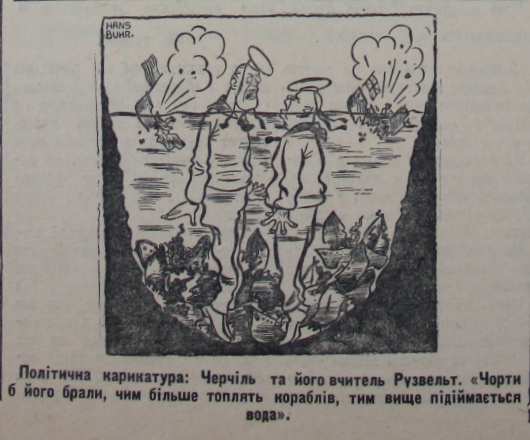 HANS
BUHR.
Політична карикатура: Черчіль та його вчитель Рузвельт. «Чорти
б його брали, чим більше топлять кораблів, тим вище підіймається
вода».